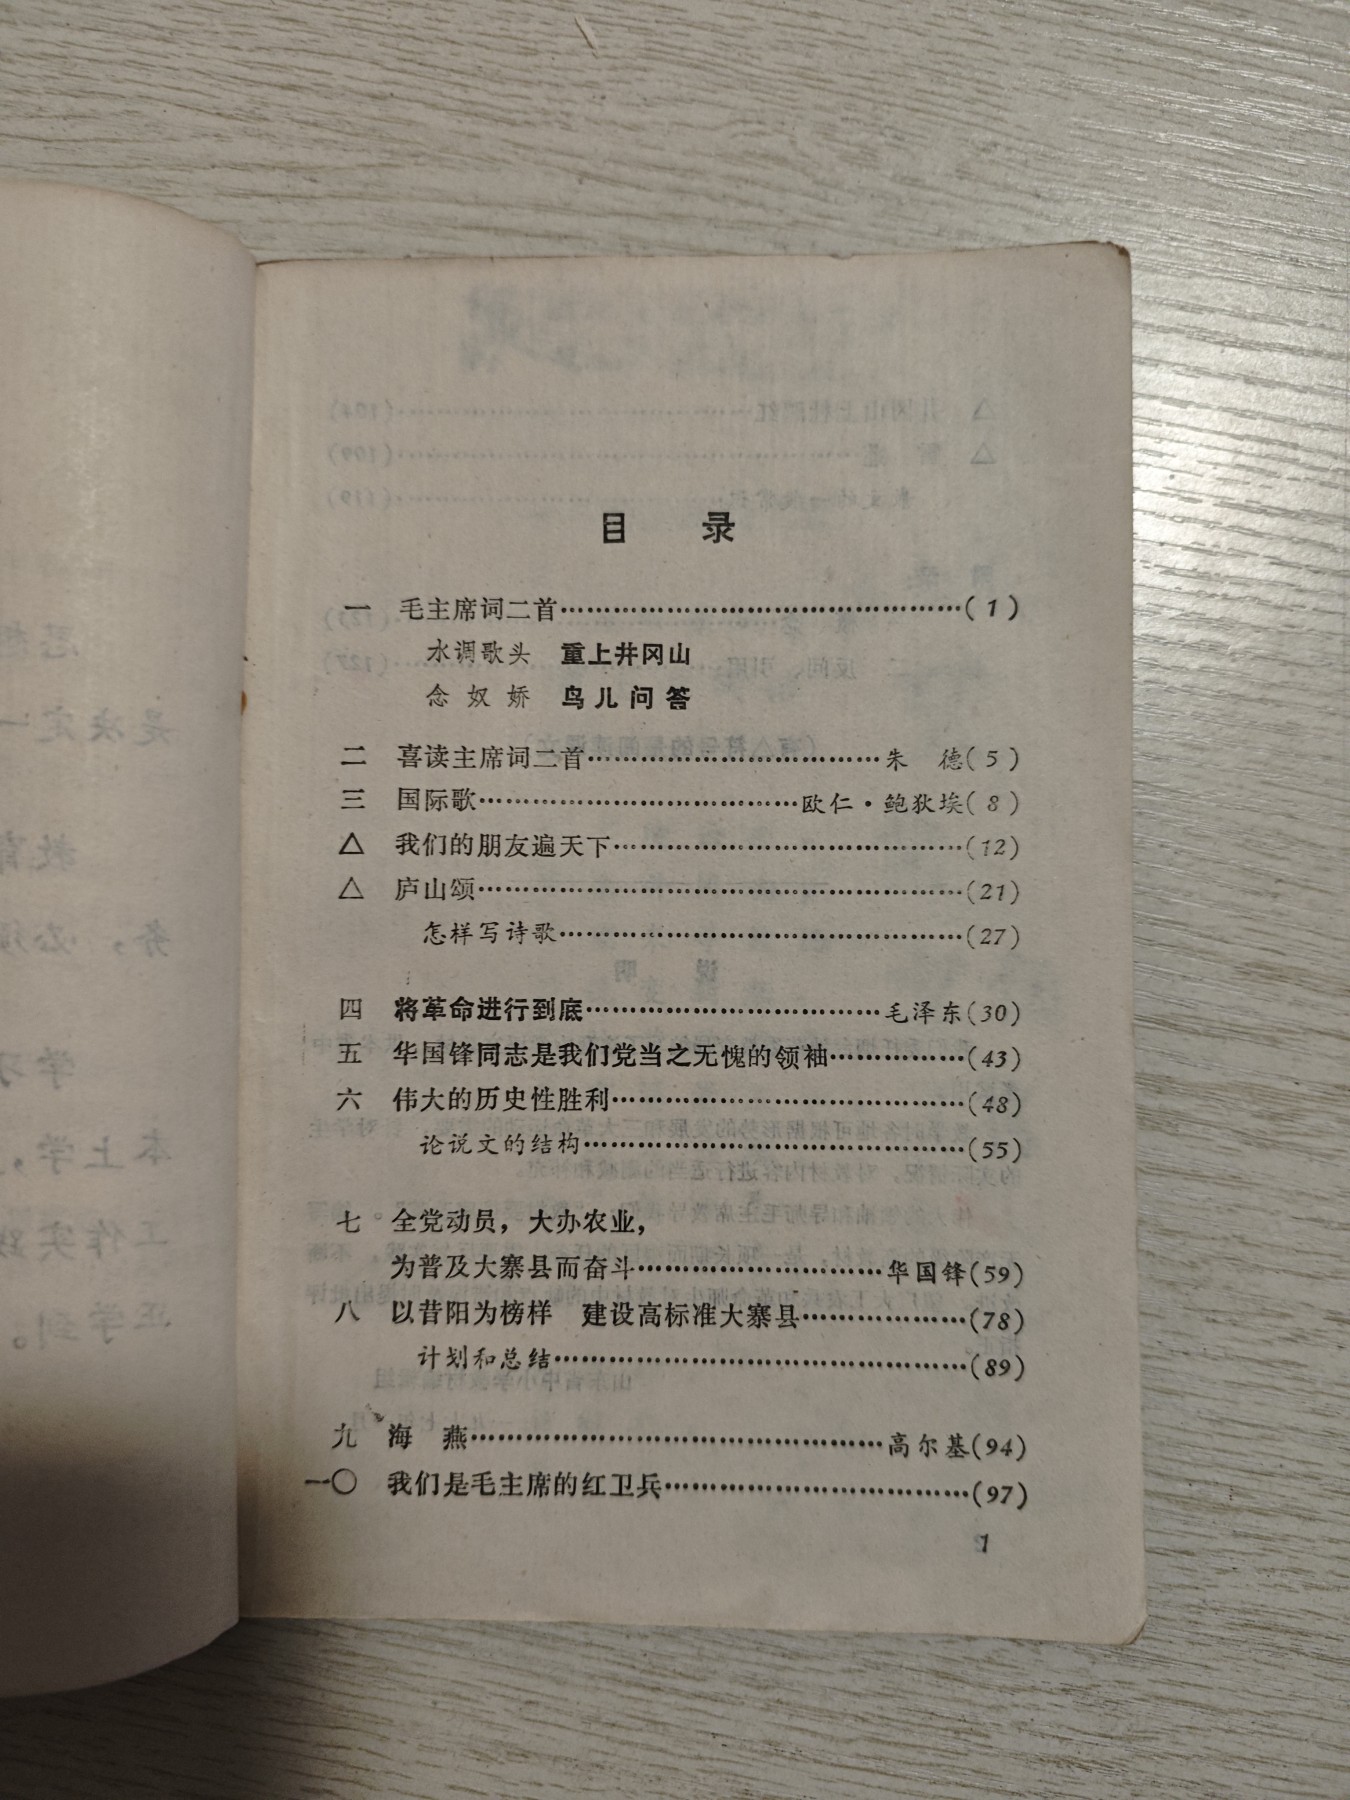 目 录
一 毛主席词二首……………………(1)
水调歌头 重上井冈山
念奴娇 鸟儿问答
二 喜读主席词二首……………………朱 德(5)
三 国际歌……………………欧仁·鲍狄埃(8)
△ 我们的朋友遍天下……………………(12)
△ 庐山颂……………………(21)
怎样写诗歌……………………(27)
四 将革命进行到底……………………毛泽东(30)
五 华国锋同志是我们党当之无愧的领袖……………(43)
六 伟大的历史性胜利……………………(48)
论说文的结构……………………(55)
七 全党动员，大办农业，
为普及大寨县而奋斗……………………华国锋(59)
八 以昔阳为榜样 建设高标准大寨县……………(78)
计划和总结……………………(89)
九 海 燕……………………高尔基(94)
一〇 我们是毛主席的红卫兵……………………(97)
1